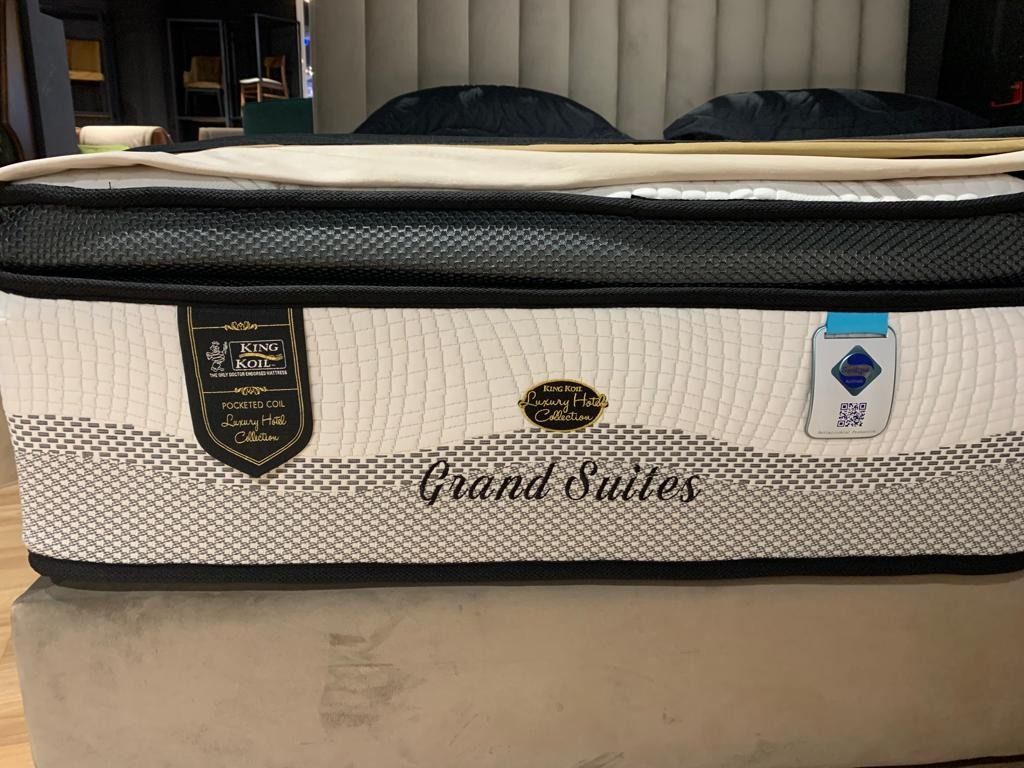 KING
KOIL
THE ONLY DOCTOR ENDORSED MATTRESS
POCKETED COIL
Luxury Hotel
Collection
KING KOIL
Luxury Hotel
Collection
Grand Suites